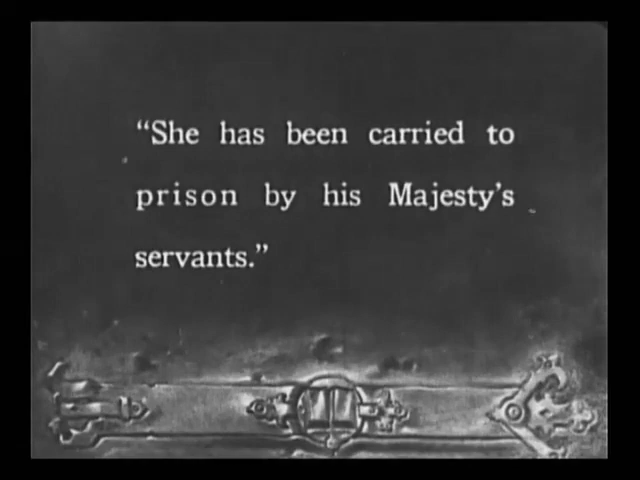 “She has been carried to
prison by his Majesty’s
servants.”